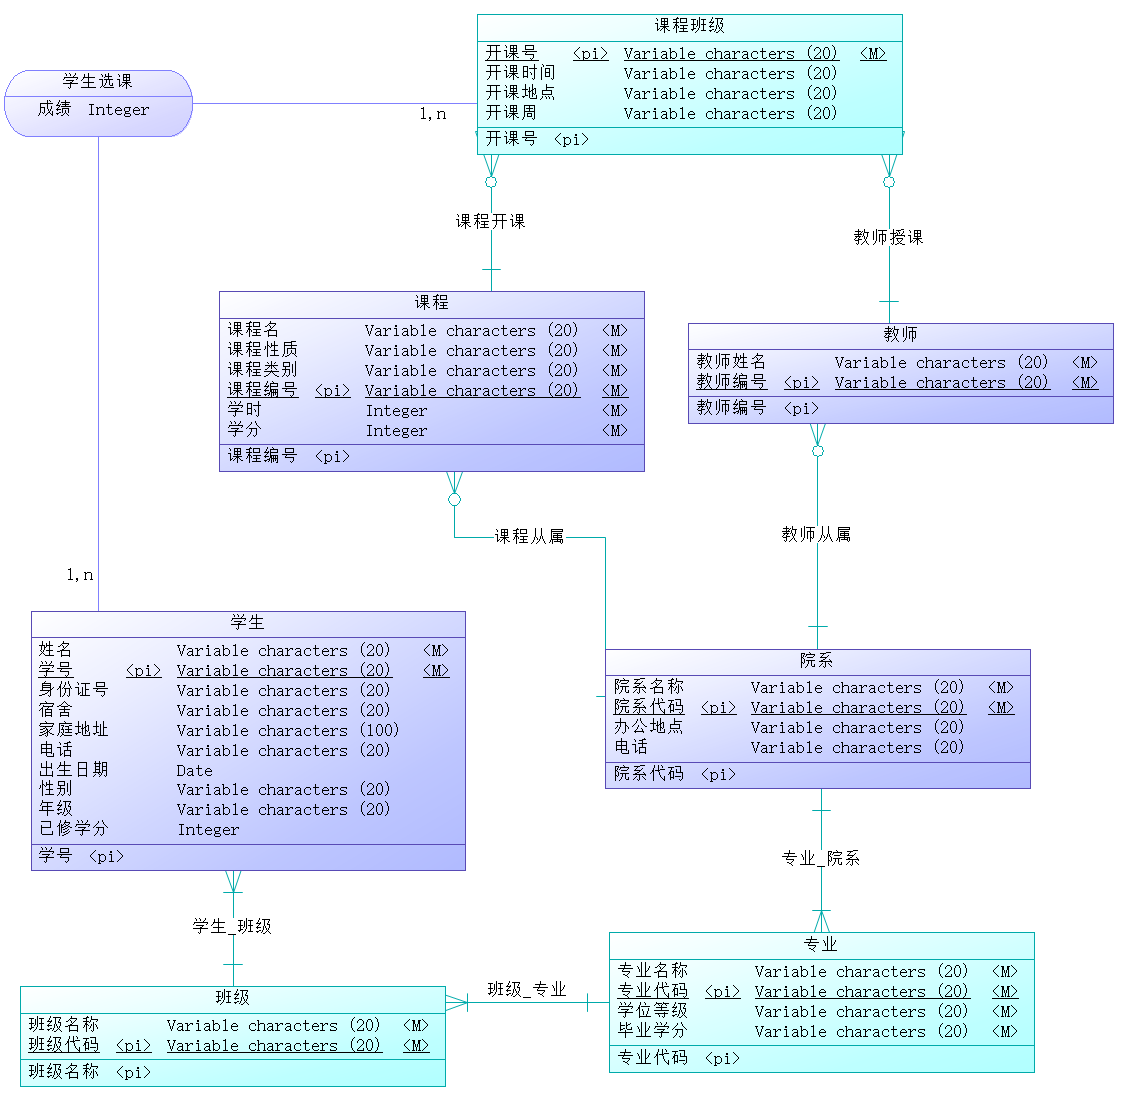 课程班级
开课号 <pi> Variable characters (20) <M>
开课时间 Variable characters (20)
开课地点 Variable characters (20)
开课周 Variable characters (20)
开课号 <pi>
学生选课
成绩 Integer
1,n
课程开课
教师授课
课程
课程名 Variable characters (20) <M>
课程性质 Variable characters (20) <M>
课程类别 Variable characters (20) <M>
课程编号 <pi> Variable characters (20) <M>
学时 Integer <M>
学分 Integer <M>
课程编号 <pi>
教师
教师姓名 Variable characters (20) <M>
教师编号 <pi> Variable characters (20) <M>
教师编号 <pi>
课程从属
教师从属
1,n
学生
姓名 Variable characters (20) <M>
学号 <pi> Variable characters (20) <M>
身份证号 Variable characters (20)
宿舍 Variable characters (20)
家庭地址 Variable characters (100)
电话 Variable characters (20)
出生日期 Date
性别 Variable characters (20)
年级 Variable characters (20)
已修学分 Integer
学号 <pi>
院系
院系名称 Variable characters (20) <M>
院系代码 <pi> Variable characters (20) <M>
办公地点 Variable characters (20)
电话 Variable characters (20)
院系代码 <pi>
专业_院系
学生_班级
专业
专业名称 Variable characters (20) <M>
专业代码 <pi> Variable characters (20) <M>
学位等级 Variable characters (20) <M>
毕业学分 Variable characters (20) <M>
专业代码 <pi>
班级_专业
班级
班级名称 Variable characters (20) <M>
班级代码 <pi> Variable characters (20) <M>
班级名称 <pi>